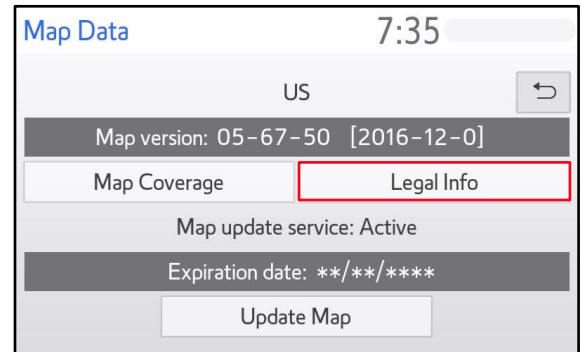 Map Data 7:35
US
Map version: 05-67-50 [2016-12-0]
Map Coverage Legal Info
Map update service: Active
Expiration date: **/**/****
Update Map